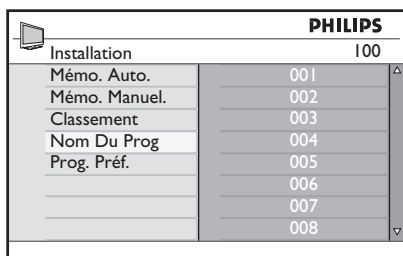 PHILIPS
Installation 100
Mémo. Auto. 001
Mémo. Manuel. 002
Classement 003
Nom Du Prog 004
Prog. Préf. 005
006
007
008